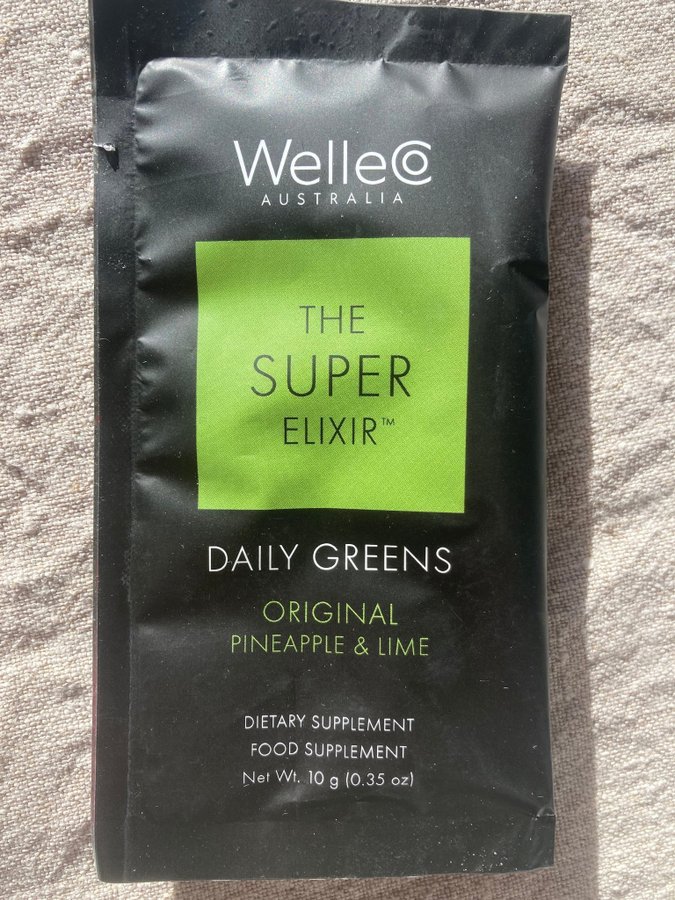 WelleCo
AUSTRALIA
THE
SUPER
ELIXIR™
DAILY GREENS
ORIGINAL
PINEAPPLE & LIME
DIETARY SUPPLEMENT
FOOD SUPPLEMENT
Net Wt. 10 g (0.35 oz)